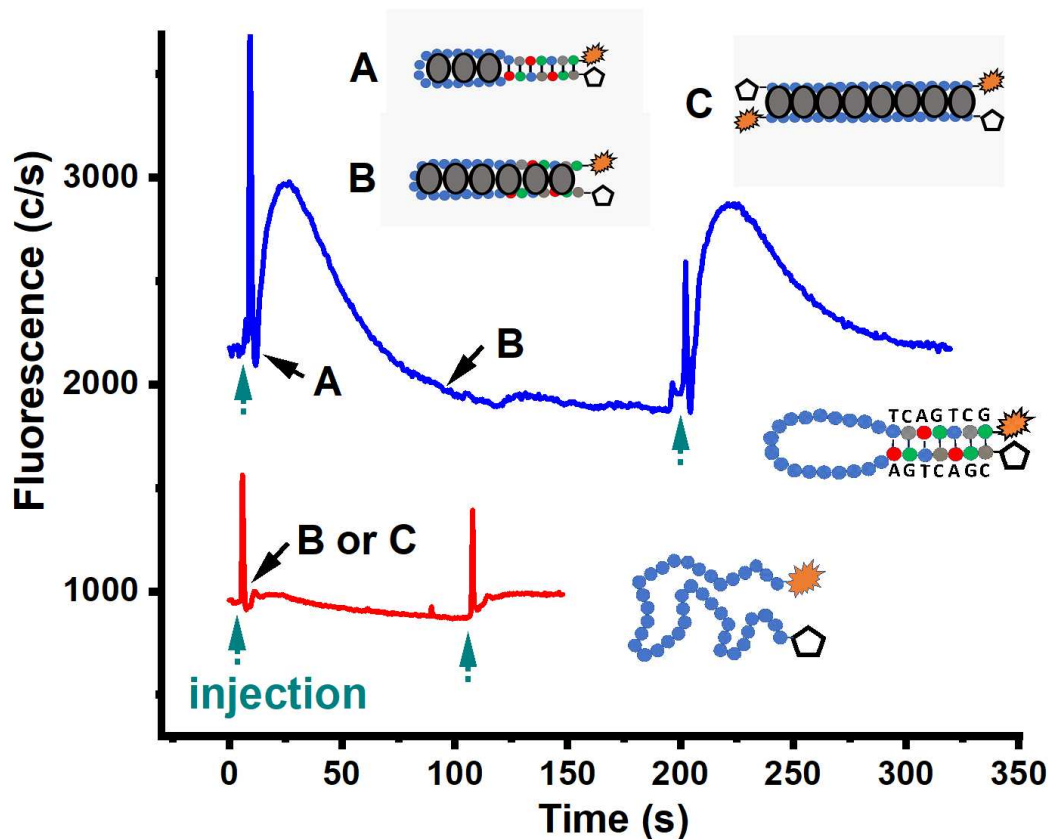 A
B
C
3000
2000
1000
Fluorescence (c/s)
A
B
B or C
injection
TCAGTCG
AGTCAGC
0
50
100
150
200
250
300
350
Time (s)